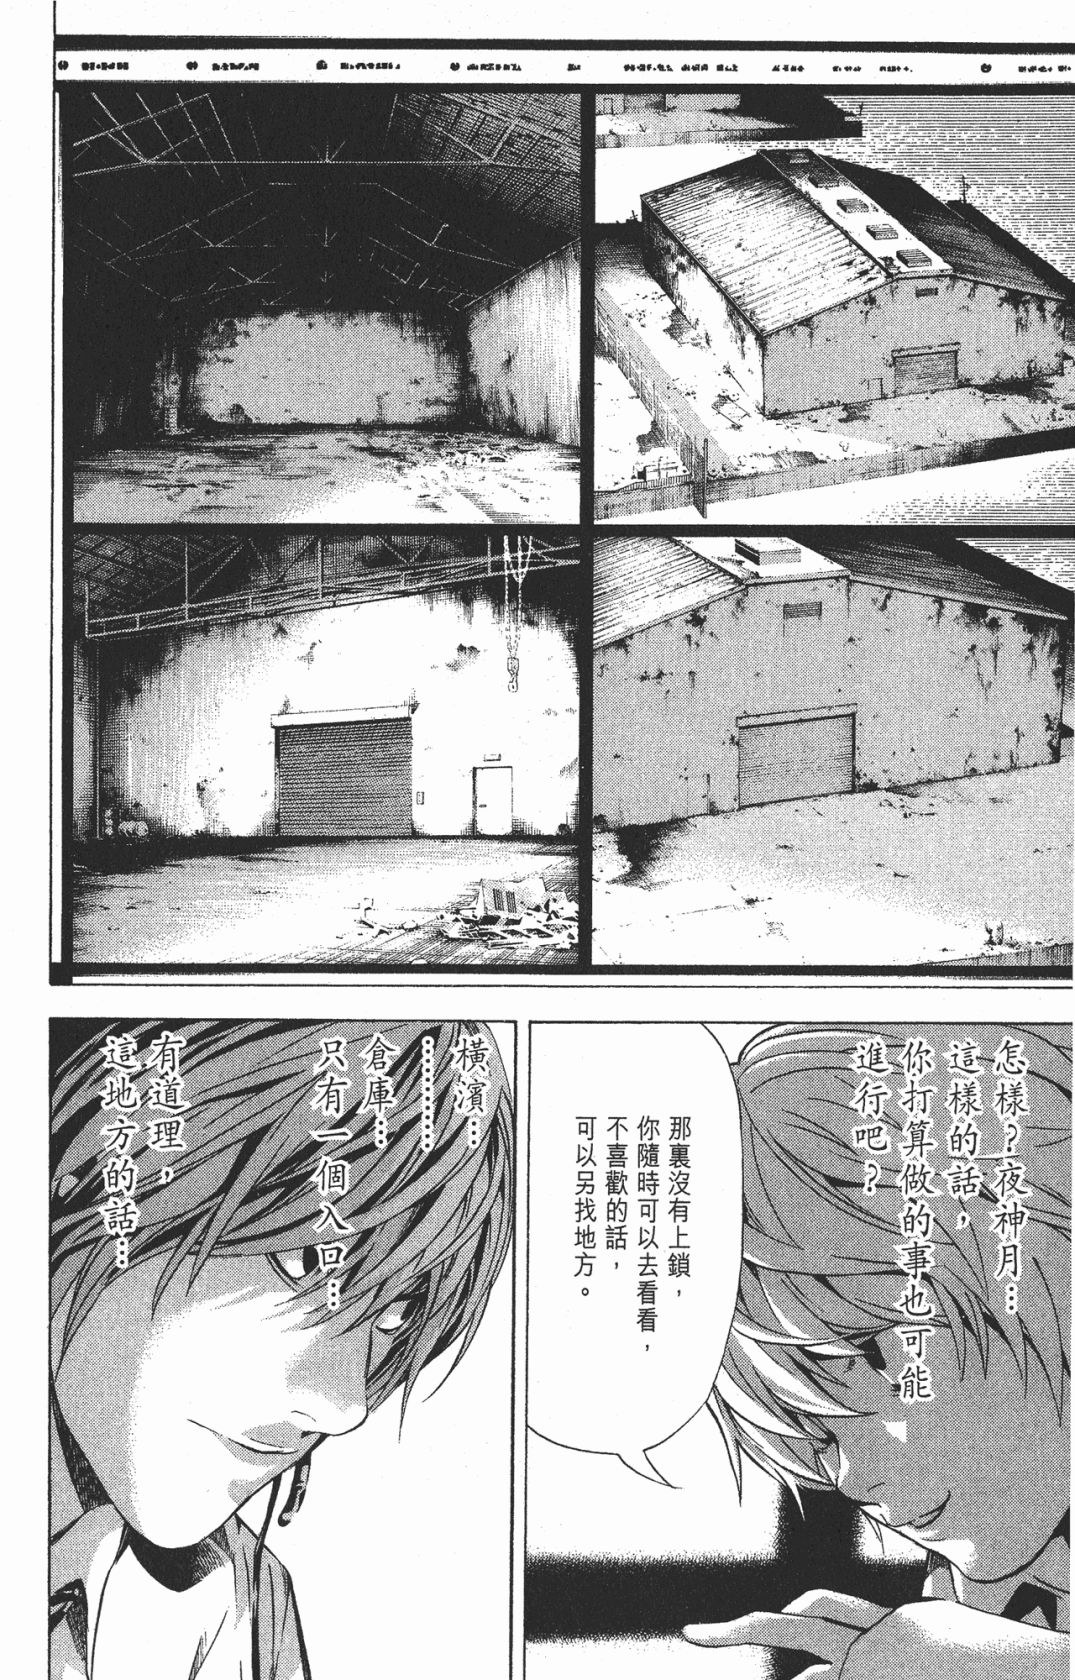 怎樣？夜神月…
這樣的話，
你打算做的事也可能
進行吧？
那裏沒有上鎖，
你隨時可以去看看，
不喜歡的話，
可以另找地方。
橫濱…
………
倉庫…
只有一個入口…
有道理，
這地方的話…